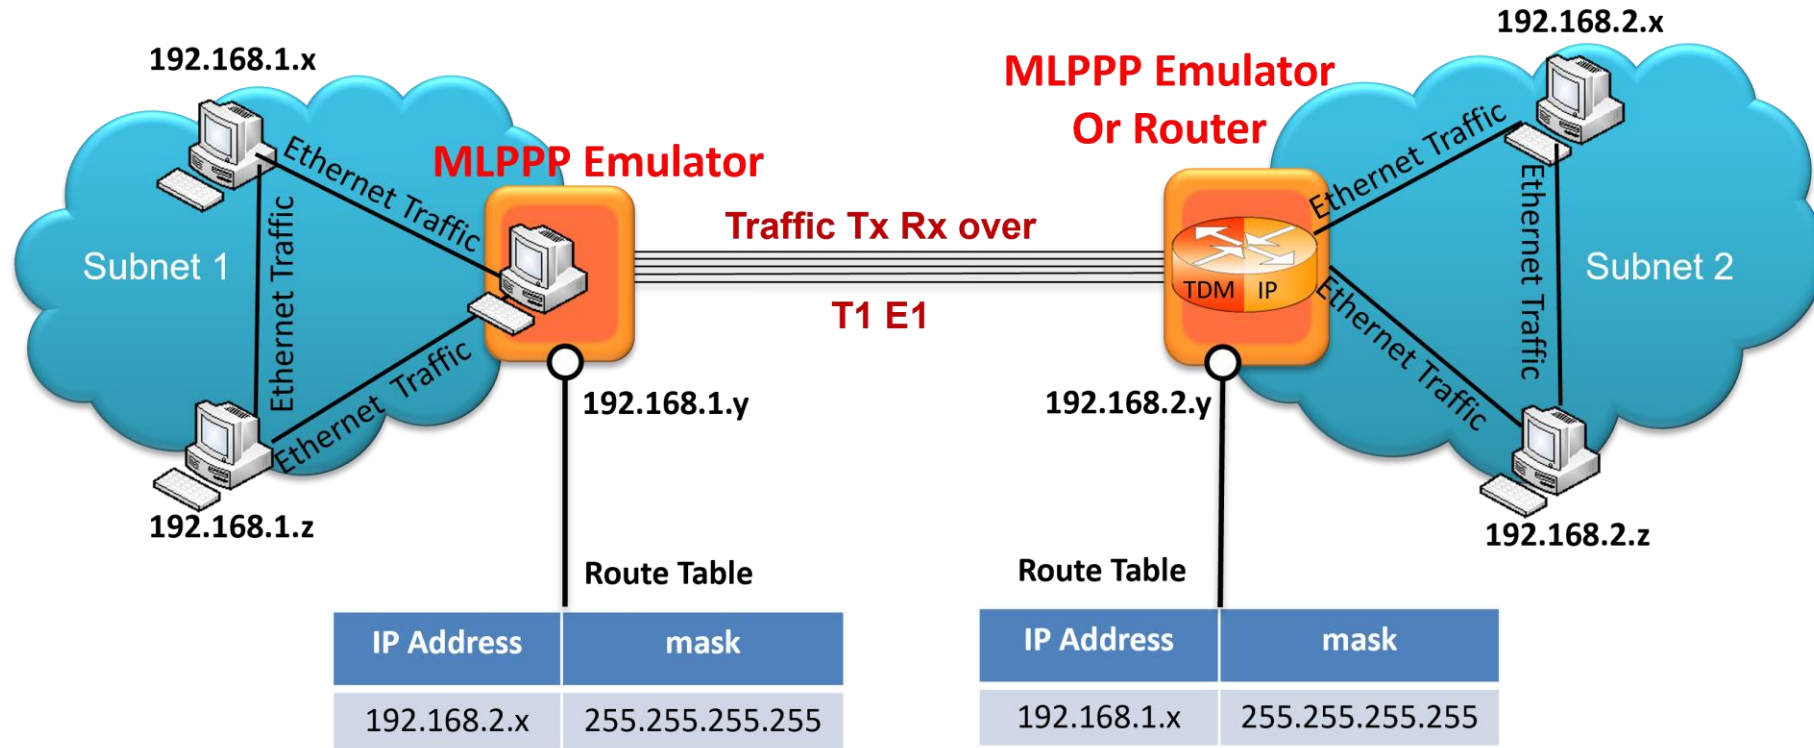 192.168.1.x
192.168.2.x
MLPPP Emulator
MLPPP Emulator
Or Router
Ethernet Traffic
Ethernet Traffic
Ethernet Traffic
Subnet 1
Traffic Tx Rx over
T1 E1
TDM IP
Ethernet Traffic
Ethernet Traffic
Ethernet Traffic
Subnet 2
192.168.1.y
192.168.2.y
192.168.1.z
192.168.2.z
Route Table
IP Address mask
192.168.2.x 255.255.255.255
Route Table
IP Address mask
192.168.1.x 255.255.255.255